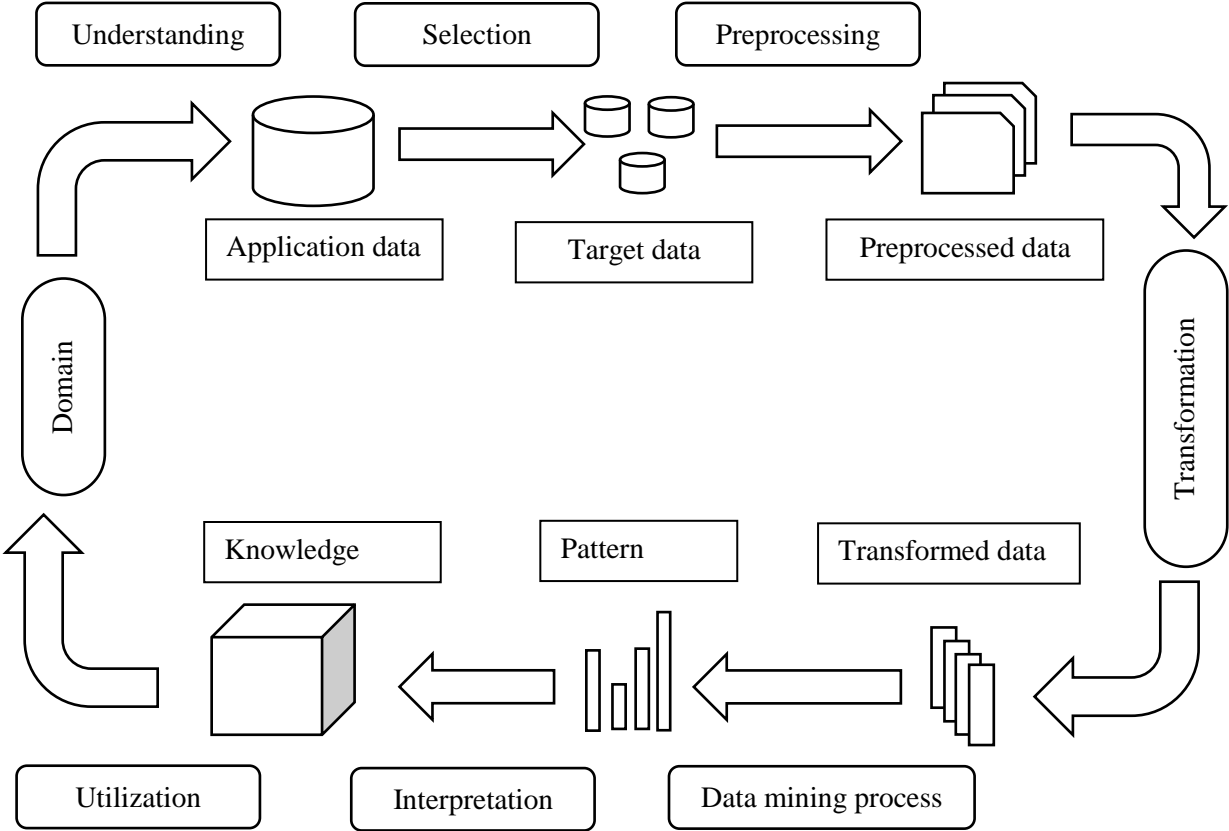 Understanding
Selection
Preprocessing
Application data
Target data
Preprocessed data
Domain
Transformation
Knowledge
Pattern
Transformed data
Utilization
Interpretation
Data mining process